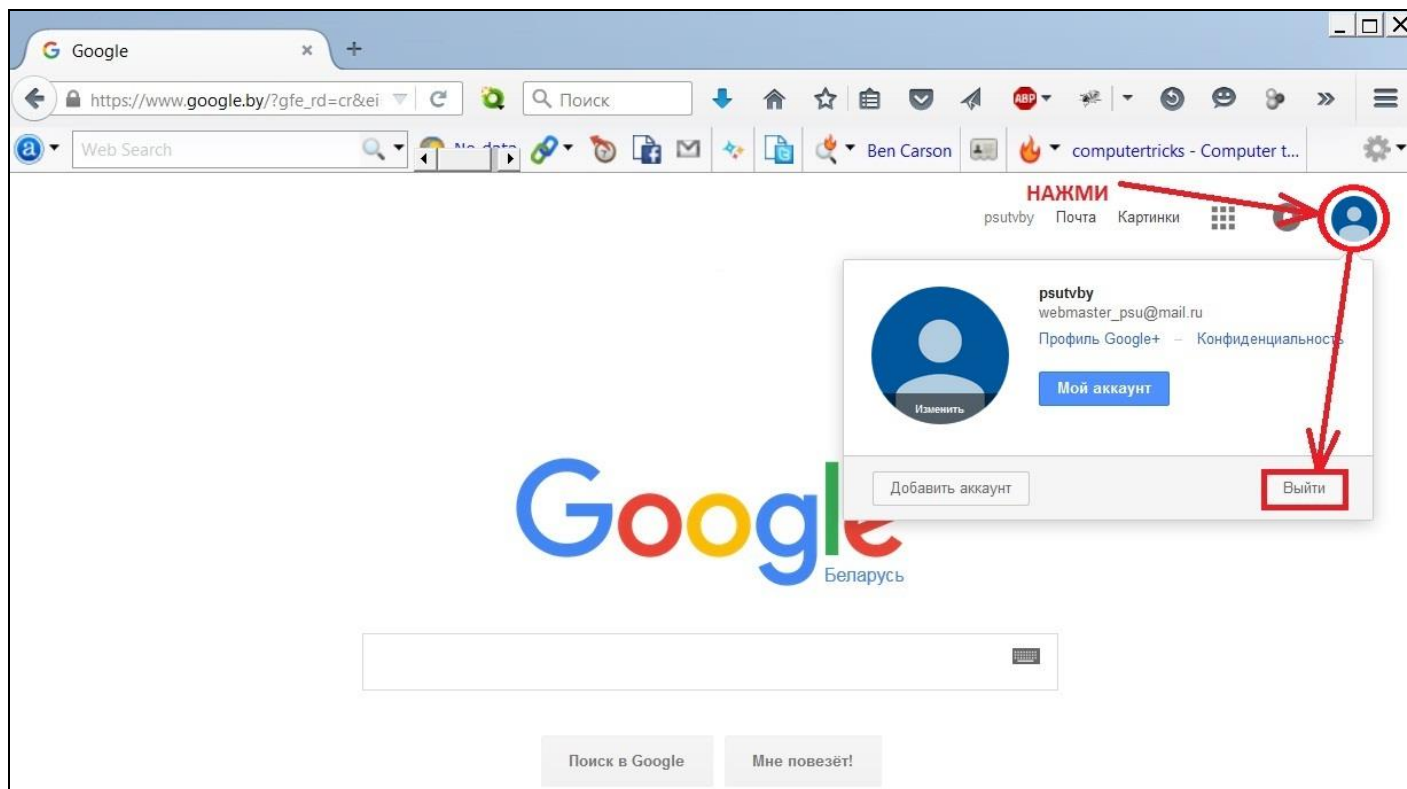 Google
https://www.google.by/?gfe_rd=cr&ei
Поиск
ABP
a
Web Search
Ben Carson
computertricks - Computer t...
НАЖМИ
psutvby Почта Картинки
psutvby
webmaster_psu@mail.ru
Профиль Google+ – Конфиденциальность
Мой аккаунт
Изменить
Добавить аккаунт
Выйти
Google
Беларусь
Поиск в Google
Мне повезёт!